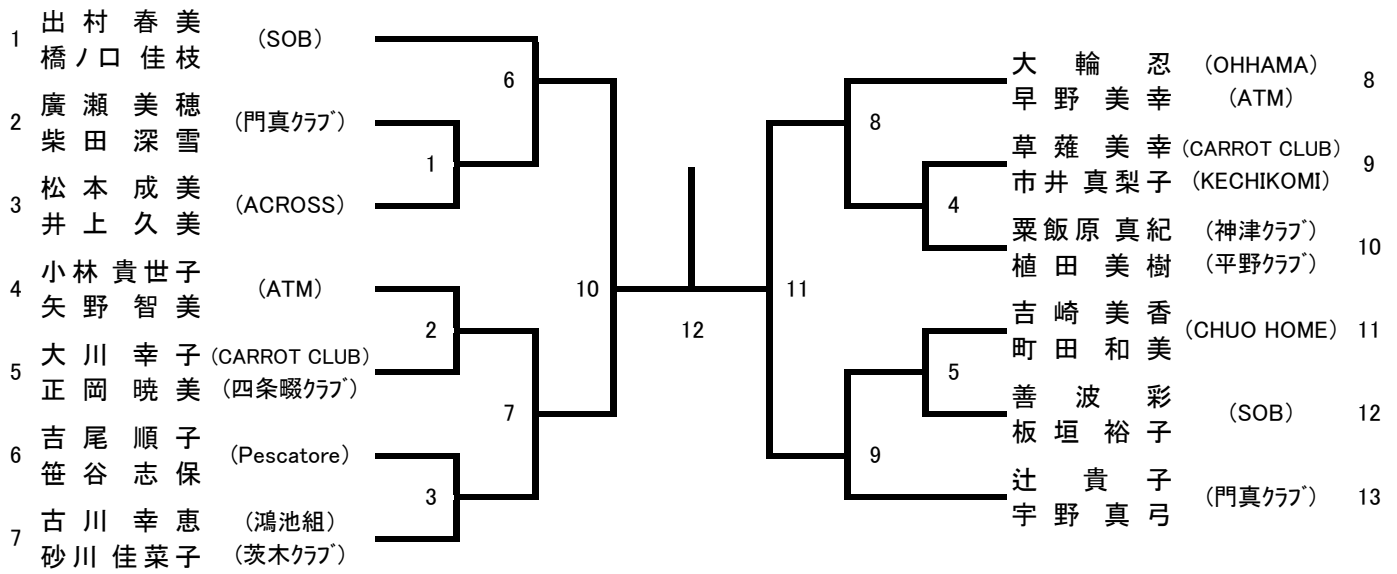 1 出村 春美 (SOB)
橋ノ口 佳枝
2 廣瀬 美穂 (門真ｸﾗﾌﾞ)
柴田 深雪
3 松本 成美 (ACROSS)
井上 久美
4 小林 貴世子 (ATM)
矢野 智美
5 大川 幸子 (CARROT CLUB)
正岡 暁美 (四条畷ｸﾗﾌﾞ)
6 吉尾 順子 (Pescatore)
笹谷 志保
7 古川 幸恵 (鴻池組)
砂川 佳菜子 (茨木ｸﾗﾌﾞ)
6
1
2
7
3
10
12
11
8
4
5
9
大輪 忍 (OHHAMA) 8
早野 美幸 (ATM)
草薙 美幸 (CARROT CLUB) 9
市井 真梨子 (KECHIKOMI)
粟飯原 真紀 (神津ｸﾗﾌﾞ) 10
植田 美樹 (平野ｸﾗﾌﾞ)
吉崎 美香 (CHUO HOME) 11
町田 和美
善波 彩 (SOB) 12
板垣 裕子
辻 貴子 (門真ｸﾗﾌﾞ) 13
宇野 真弓